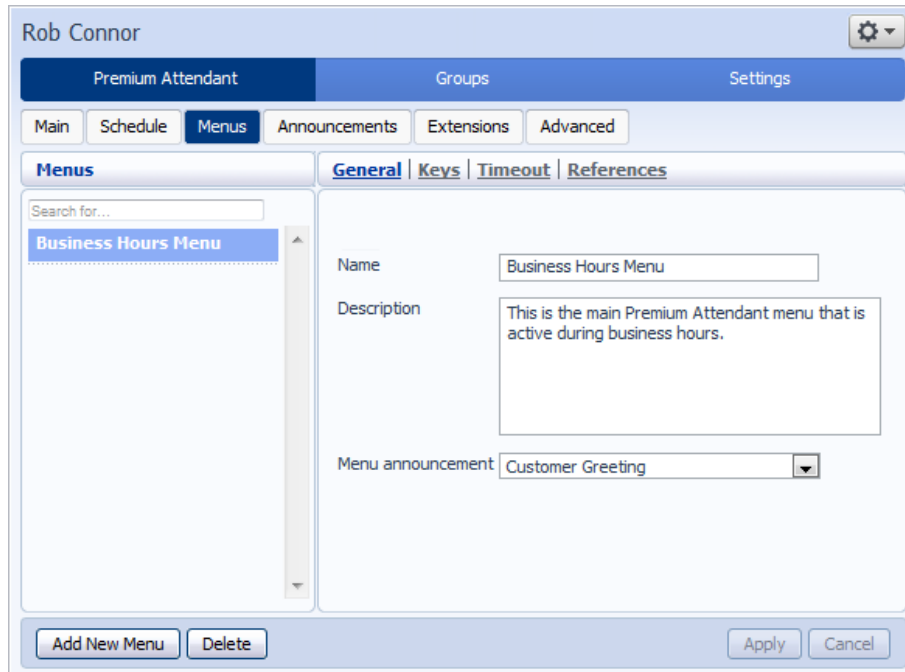 Rob Connor
Premium Attendant Groups Settings
Main Schedule Menus Announcements Extensions Advanced
Menus
General | Keys | Timeout | References
Search for...
Business Hours Menu
Name Business Hours Menu
Description This is the main Premium Attendant menu that is
active during business hours.
Menu announcement Customer Greeting
Add New Menu Delete Apply Cancel